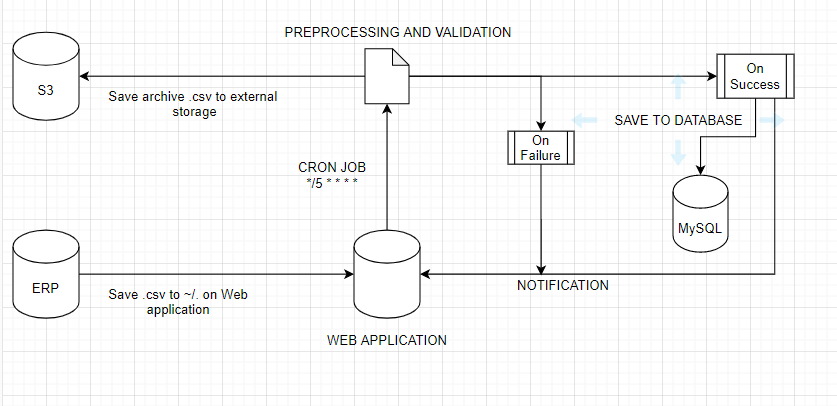 PREPROCESSING AND VALIDATION
S3
Save archive .csv to external
storage
On
Success
SAVE TO DATABASE
On
Failure
CRON JOB
*/5 * * * *
MySQL
ERP
Save .csv to ~/. on Web
application
NOTIFICATION
WEB APPLICATION